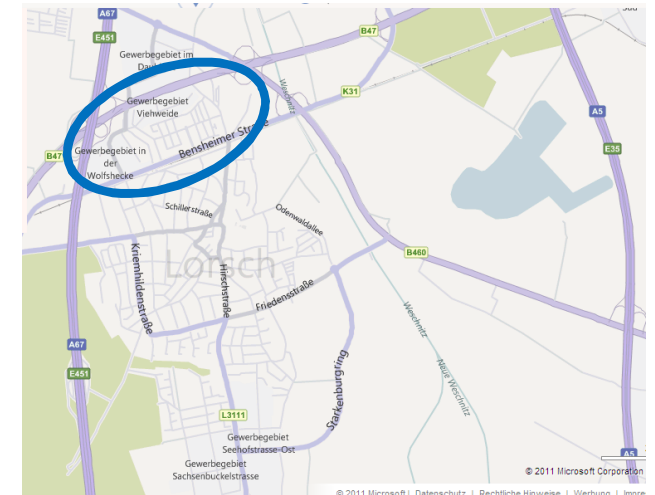 A67
Süd
E451
B47
Gewerbegebiet im
Gewerbegebiet
Viehweide
Weschnitz
K31
A5
Bensheimer Straße
E35
B47
Gewerbegebiet in
der
Wolfshecke
Schillerstraße
Odenwaldallee
B460
Lorsch
Kriemhildenstraße
Hirschstraße
Friedensstraße
Weschnitz
A67
Neue Weschnitz
E451
Starkenburgring
L3111
Gewerbegebiet
Seehofstrasse-Ost
Gewerbegebiet
Sachsenbuckelstrasse
A5
© 2011 Microsoft Corporation
© 2011 Microsoft | Datenschutz | Rechtliche Hinweise | Werbung | Impre